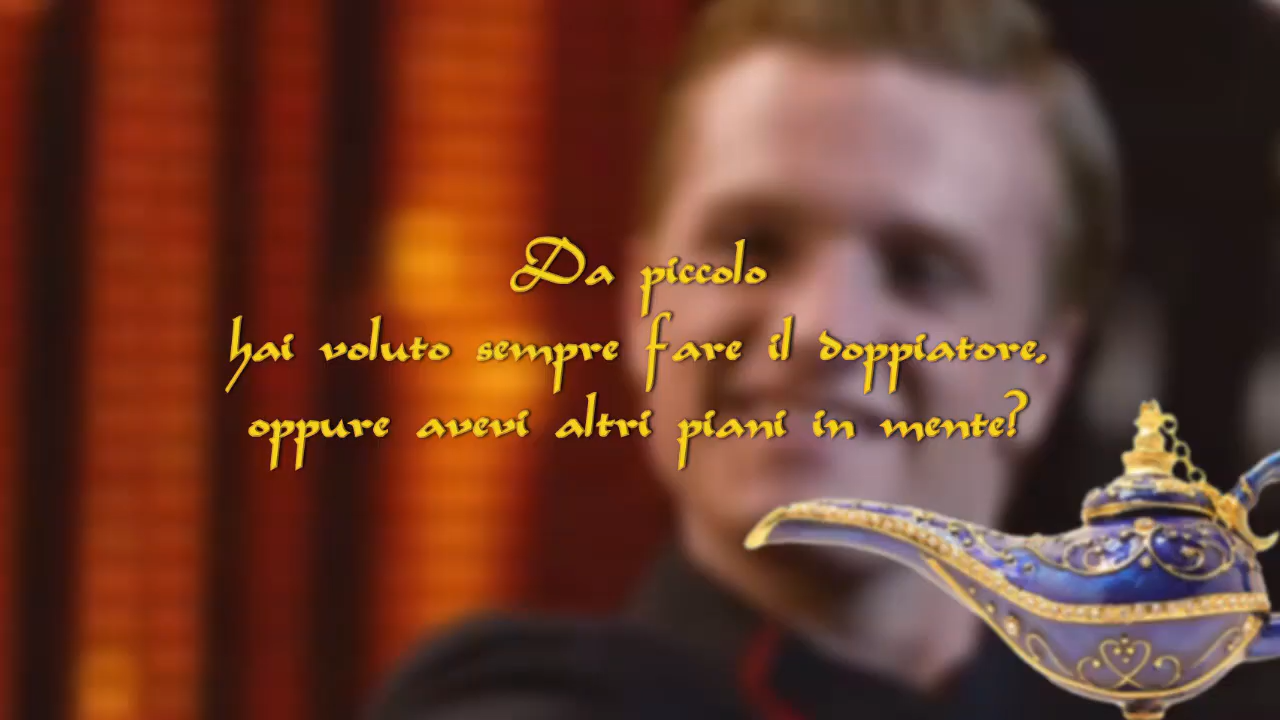 Da piccolo
hai voluto sempre fare il doppiatore,
oppure avevi altri piani in mente?